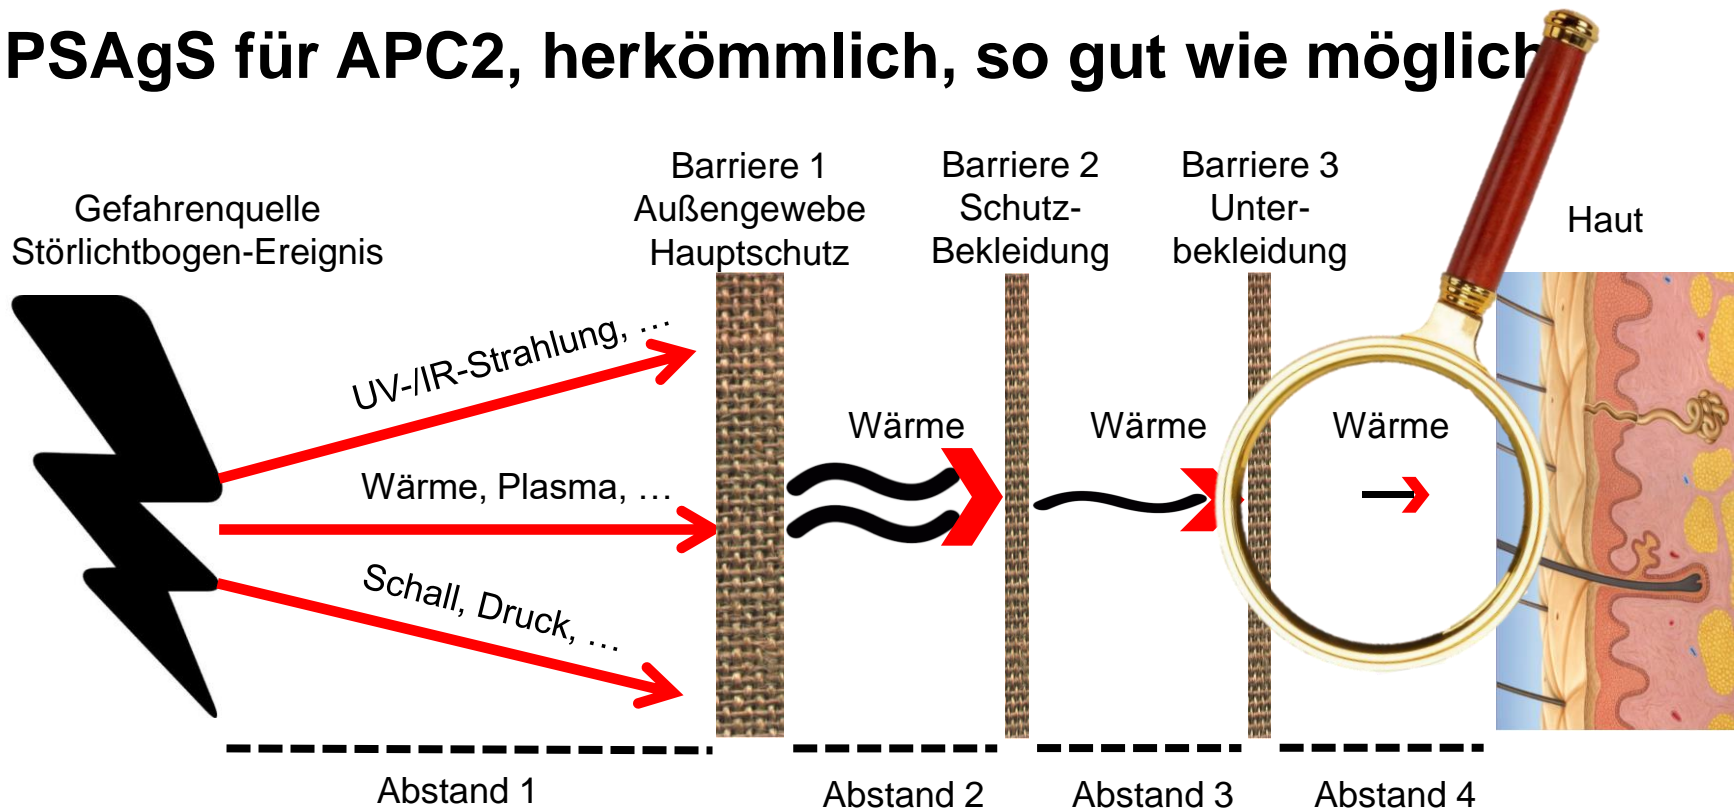 PSAgS für APC2, herkömmlich, so gut wie möglich
Gefahrenquelle
Störlichtbogen-Ereignis
Barriere 1
Außengewebe
Hauptschutz
Barriere 2
Schutz-
Bekleidung
Barriere 3
Unter-
bekleidung
Haut
UV-/IR-Strahlung, …
Wärme, Plasma, …
Schall, Druck, …
Wärme
Wärme
Wärme
Abstand 1
Abstand 2
Abstand 3
Abstand 4